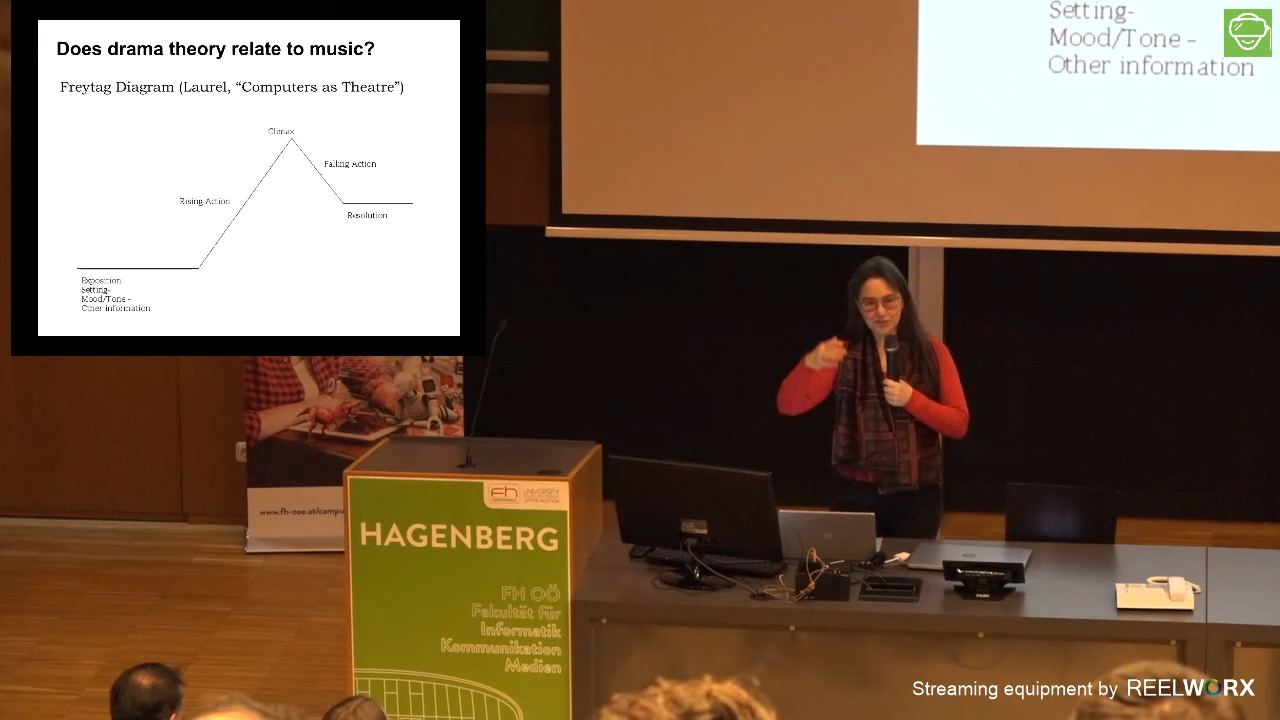 Does drama theory relate to music?
Freytag Diagram (Laurel, “Computers as Theatre”)
Climax
Falling Action
Rising Action
Resolution
Exposition
Setting-
Mood/Tone –
Other information
Setting-
Mood/Tone –
Other information
www.fh-ooe.at/campu
fh
UNIVERSITY
HAGENBERG
FH OÖ
Fakultät für
Informatik
Kommunikation
Medien
Streaming equipment by REELWORX